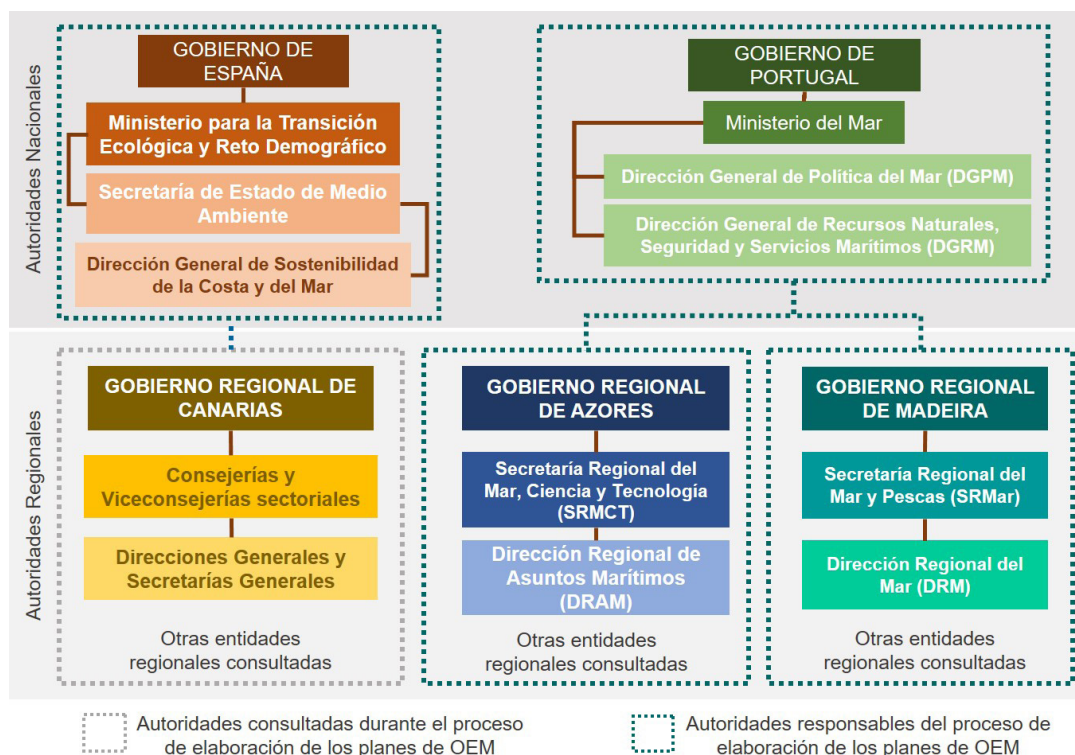 Autoridades Nacionales
GOBIERNO DE
ESPAÑA
Ministerio para la Transición
Ecológica y Reto Demográfico
Secretaría de Estado de Medio
Ambiente
Dirección General de Sostenibilidad
de la Costa y del Mar
GOBIERNO DE
PORTUGAL
Ministerio del Mar
Dirección General de Politica del Mar (DGPM)
Dirección General de Recursos Naturales,
Seguridad y Servicios Maritimos (DGRM)
Autoridades Regionales
GOBIERNO REGIONAL DE
CANARIAS
Consejerías y
Viceconsejerías sectoriales
Direcciones Generales y
Secretarías Generales
Otras entidades
regionales consultadas
GOBIERNO REGIONAL
DE AZORES
Secretaría Regional del
Mar, Ciencia y Tecnología
(SRMCT)
Dirección Regional de
Asuntos Marítimos
(DRAM)
Otras entidades
regionales consultadas
GOBIERNO REGIONAL
DE MADEIRA
Secretaría Regional del
Mar y Pescas (SRMar)
Dirección Regional del
Mar (DRM)
Otras entidades
regionales consultadas
Autoridades consultadas durante el proceso
de elaboración de los planes de OEM
Autoridades responsables del proceso de
elaboración de los planes de OEM